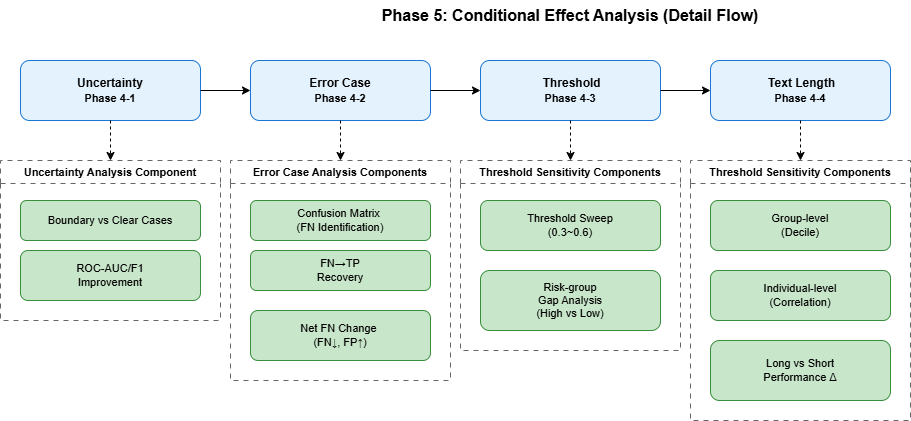 Phase 5: Conditional Effect Analysis (Detail Flow)
Uncertainty
Phase 4-1
Error Case
Phase 4-2
Threshold
Phase 4-3
Text Length
Phase 4-4
Uncertainty Analysis Component
Boundary vs Clear Cases
ROC-AUC/F1
Improvement
Error Case Analysis Components
Confusion Matrix
(FN Identification)
FN→TP
Recovery
Net FN Change
(FN↓, FP↑)
Threshold Sensitivity Components
Threshold Sweep
(0.3~0.6)
Risk-group
Gap Analysis
(High vs Low)
Threshold Sensitivity Components
Group-level
(Decile)
Individual-level
(Correlation)
Long vs Short
Performance Δ